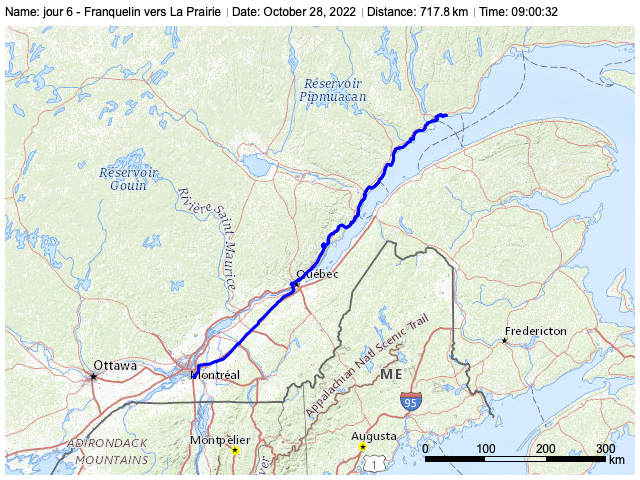 Name: jour 6 - Franquelin vers La Prairie | Date: October 28, 2022 | Distance: 717.8 km | Time: 09:00:32
Réservoir
Pipmuacan
Réservoir
Gouin
Rivière Saint-Maurice
Québec
Fredericton
Appalachian Natl Scenic Trail
Ottawa
Montréal
ME
95
ADIRONDACK
MOUNTAINS
Montpelier
ver
Augusta
1
0 100 200 300
km